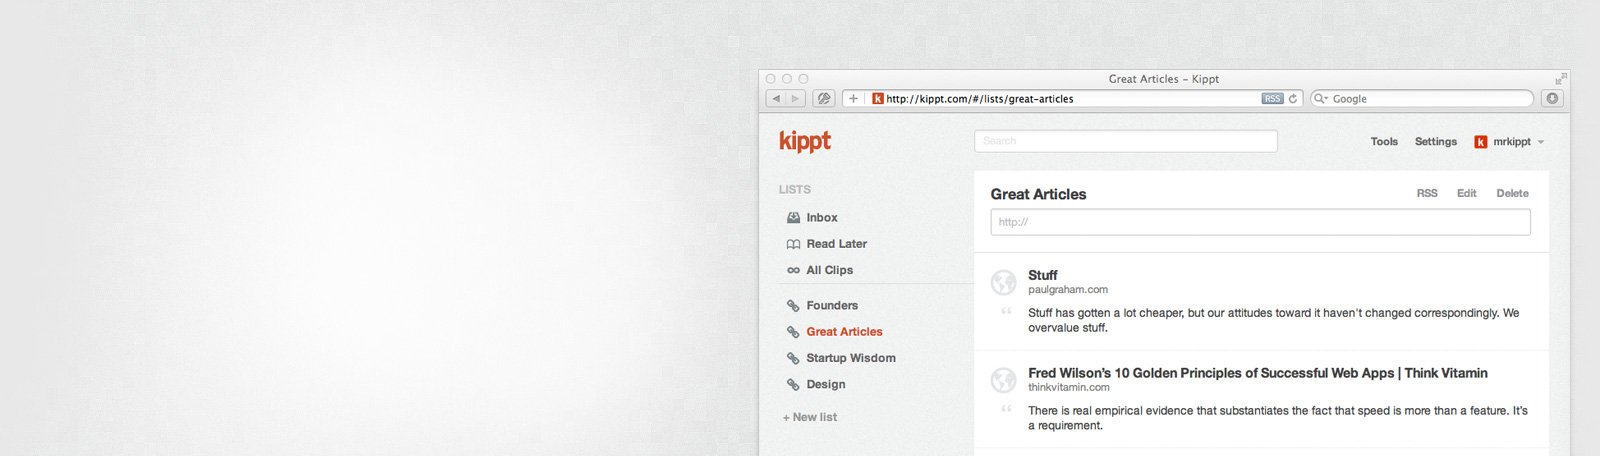 Great Articles – Kippt
k http://kippt.com/#/lists/great-articles RSS Google
kippt
Search
Tools Settings k mrkippt
LISTS
Inbox
Read Later
All Clips
Founders
Great Articles
Startup Wisdom
Design
+ New list
Great Articles
RSS Edit Delete
http://
Stuff
paulgraham.com
“ Stuff has gotten a lot cheaper, but our attitudes toward it haven't changed correspondingly. We
overvalue stuff.
Fred Wilson's 10 Golden Principles of Successful Web Apps | Think Vitamin
thinkvitamin.com
“ There is real empirical evidence that substantiates the fact that speed is more than a feature. It's
a requirement.